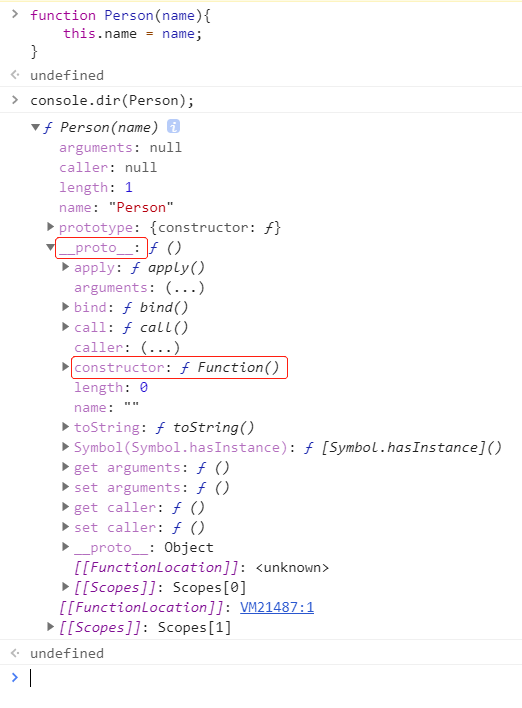 function Person(name){
this.name = name;
}
undefined
console.dir(Person);
ƒ Person(name) i
arguments: null
caller: null
length: 1
name: "Person"
prototype: {constructor: ƒ}
__proto__: ƒ ()
apply: ƒ apply()
arguments: (...)
bind: ƒ bind()
call: ƒ call()
caller: (...)
constructor: ƒ Function()
length: 0
name: ""
toString: ƒ toString()
Symbol(Symbol.hasInstance): ƒ [Symbol.hasInstance]()
get arguments: ƒ ()
set arguments: ƒ ()
get caller: ƒ ()
set caller: ƒ ()
__proto__: Object
[[FunctionLocation]]: <unknown>
[[Scopes]]: Scopes[0]
[[FunctionLocation]]: VM21487:1
[[Scopes]]: Scopes[1]
undefined